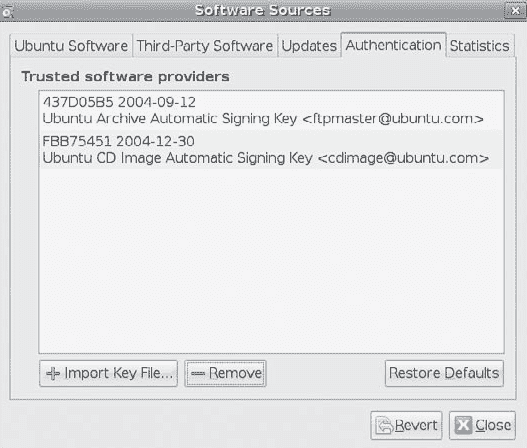 Software Sources
Ubuntu Software Third-Party Software Updates Authentication Statistics
Trusted software providers
437D05B5 2004-09-12
Ubuntu Archive Automatic Signing Key <ftpmaster@ubuntu.com>
FBB75451 2004-12-30
Ubuntu CD Image Automatic Signing Key <cdimage@ubuntu.com>
Import Key File... Remove Restore Defaults
Revert Close